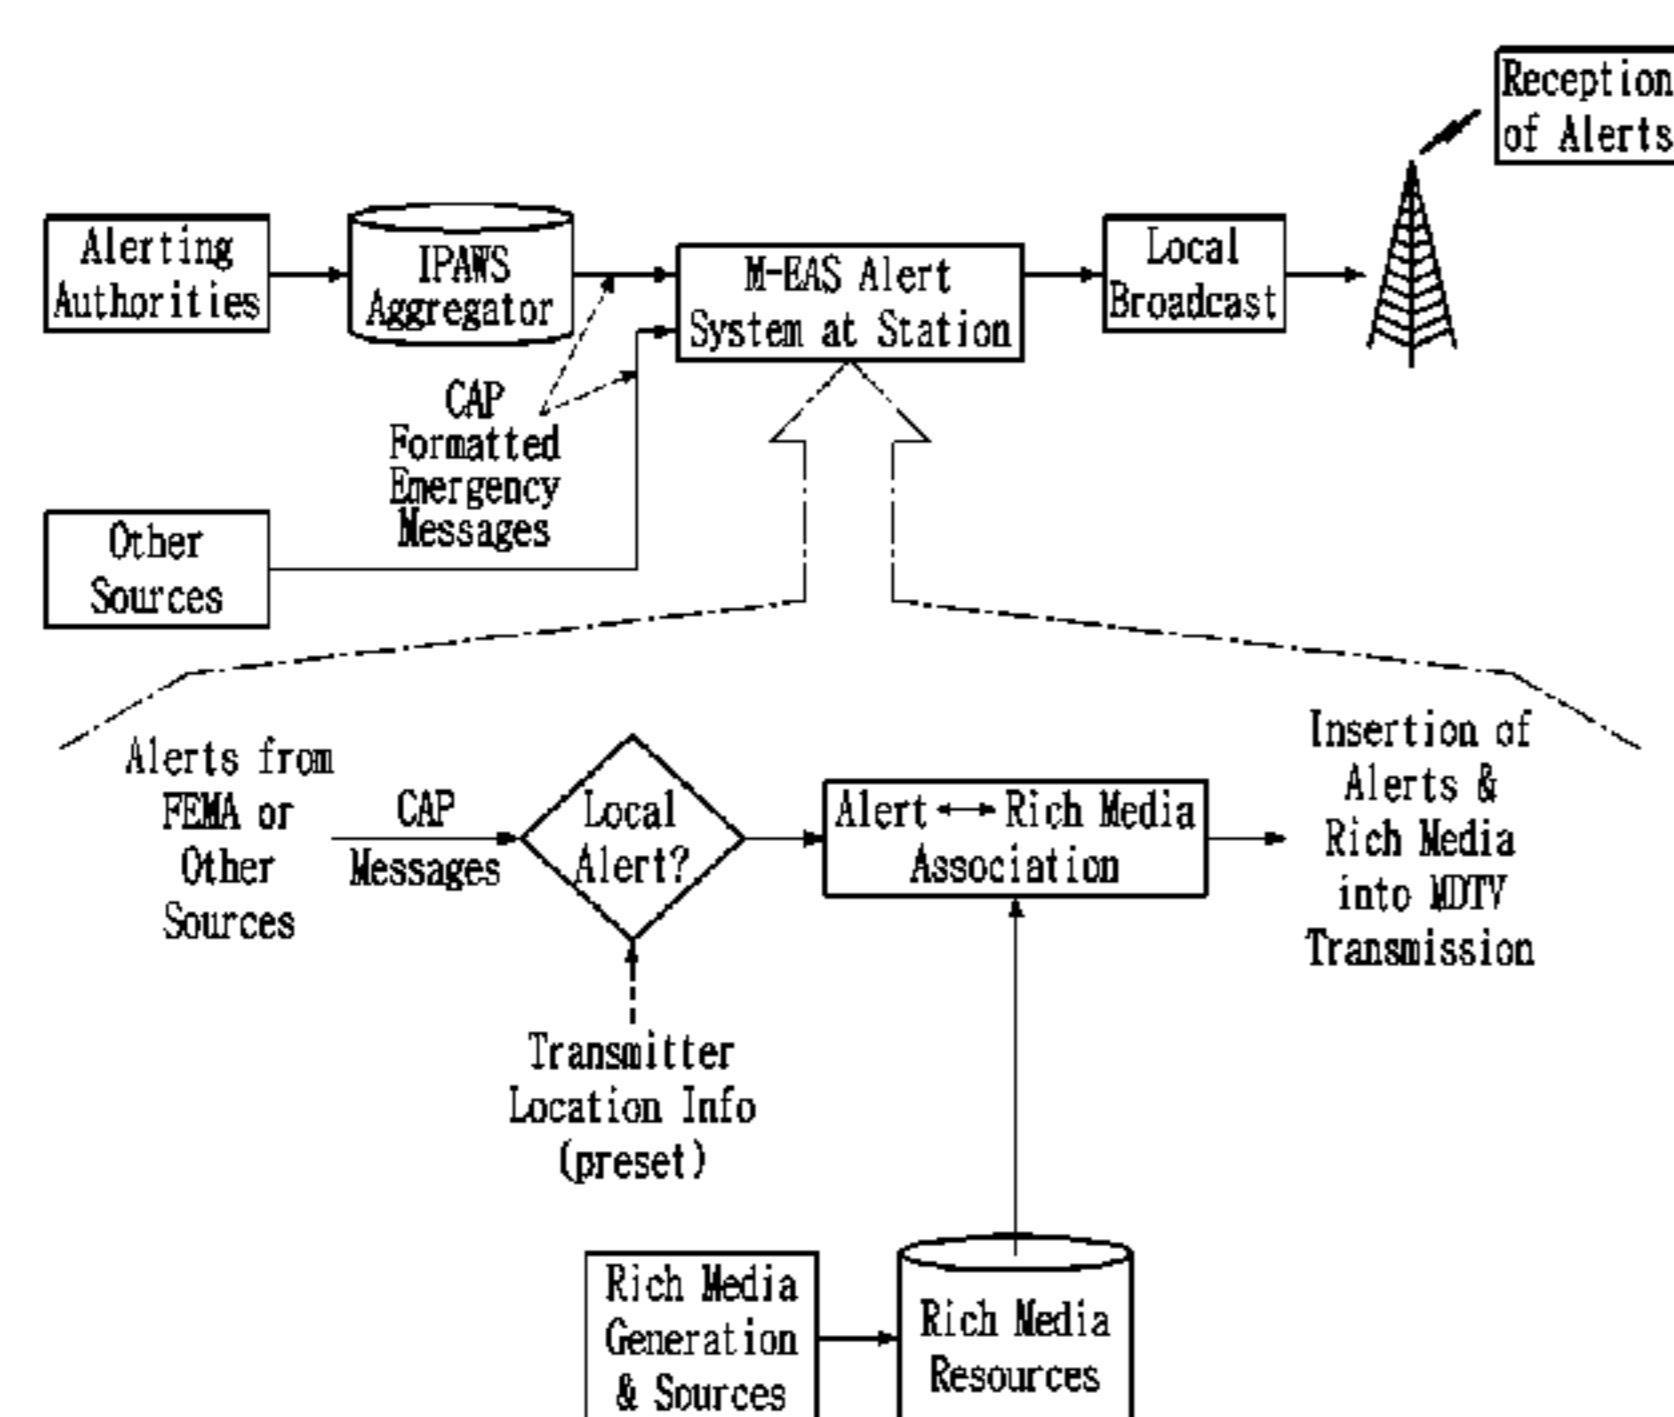 Reception
of Alerts
Alerting
Authorities
IPAWS
Aggregator
M-EAS Alert
System at Station
Local
Broadcast
CAP
Formatted
Emergency
Messages
Other
Sources
Alerts from
FEMA or
Other
Sources
CAP
Messages
Local
Alert?
Alert ↔ Rich Media
Association
Insertion of
Alerts &
Rich Media
into MDTV
Transmission
Transmitter
Location Info
(preset)
Rich Media
Generation
& Sources
Rich Media
Resources